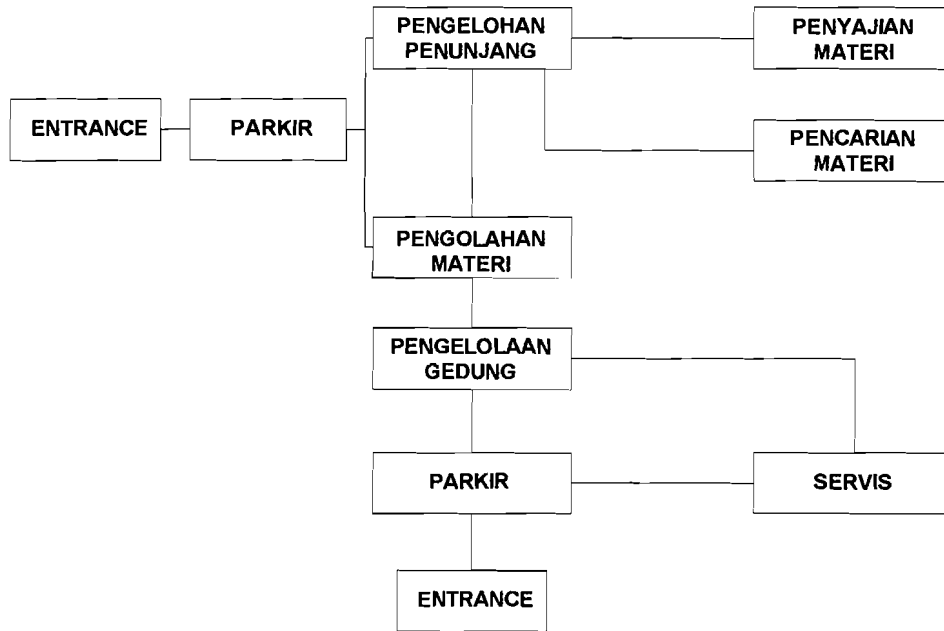 PENGELOHAN
PENUNJANG
PENYAJIAN
MATERI
ENTRANCE
PARKIR
PENCARIAN
MATERI
PENGOLAHAN
MATERI
PENGELOLAAN
GEDUNG
PARKIR
SERVIS
ENTRANCE